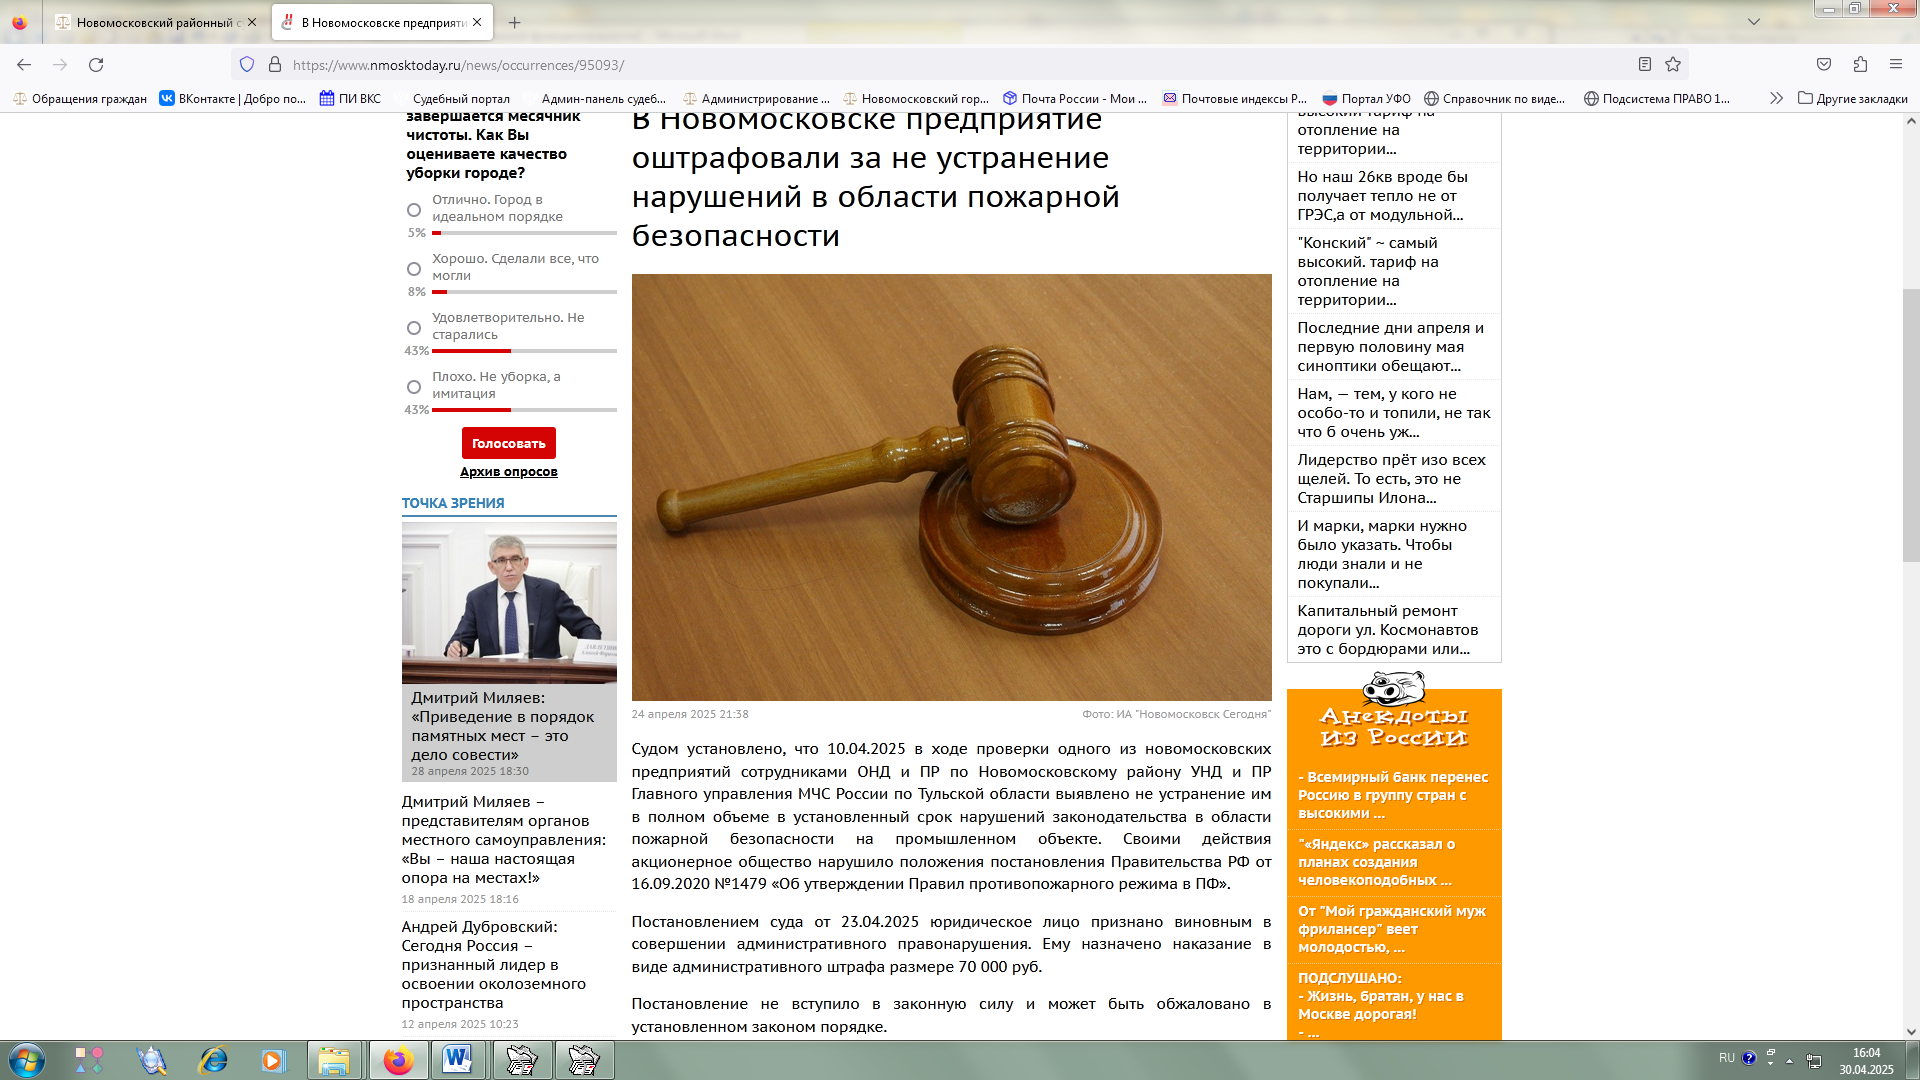 Новомосковский районный
В Новомосковске предприяти
https://www.nmosktoday.ru/news/occurrences/95093/
Обращения граждан
ВКонтакте | Добро по...
ПИ ВКС
Судебный портал
Админ-панель судеб...
Администрирование ...
Новомосковский гор...
Почта России - Мои ...
Почтовые индексы Р...
Портал УФО
Справочник по виде...
Подсистема ПРАВО 1...
Другие закладки
завершается месячник
чистоты. Как Вы
оцениваете качество
уборки городе?
Отлично. Город в
идеальном порядке
5%
Хорошо. Сделали все, что
могли
8%
Удовлетворительно. Не
старались
43%
Плохо. Не уборка, а
имитация
43%
Голосовать
Архив опросов
ТОЧКА ЗРЕНИЯ
Дмитрий Миляев:
«Приведение в порядок
памятных мест – это
дело совести»
28 апреля 2025 18:30
Дмитрий Миляев –
представителям органов
местного самоуправления:
«Вы – наша настоящая
опора на местах!»
18 апреля 2025 18:16
Андрей Дубровский:
Сегодня Россия –
признанный лидер в
освоении околоземного
пространства
12 апреля 2025 10:23
В Новомосковске предприятие
оштрафовали за не устранение
нарушений в области пожарной
безопасности
24 апреля 2025 21:38
Фото: ИА "Новомосковск Сегодня"
Судом установлено, что 10.04.2025 в ходе проверки одного из новомосковских
предприятий сотрудниками ОНД и ПР по Новомосковскому району УНД и ПР
Главного управления МЧС России по Тульской области выявлено не устранение им
в полном объеме в установленный срок нарушений законодательства в области
пожарной безопасности на промышленном объекте. Своими действия
акционерное общество нарушило положения постановления Правительства РФ от
16.09.2020 №1479 «Об утверждении Правил противопожарного режима в ПФ».
Постановлением суда от 23.04.2025 юридическое лицо признано виновным в
совершении административного правонарушения. Ему назначено наказание в
виде административного штрафа размере 70 000 руб.
Постановление не вступило в законную силу и может быть обжаловано в
установленном законом порядке.
высокий тариф на
отопление на
территории...
Но наш 26кв вроде бы
получает тепло не от
ГРЭС,а от модульной...
"Конский" ~ самый
высокий. тариф на
отопление на
территории...
Последние дни апреля и
первую половину мая
синоптики обещают...
Нам, — тем, у кого не
особо-то и топили, не так
что б очень уж...
Лидерство прёт изо всех
щелей. То есть, это не
Старшипы Илона...
И марки, марки нужно
было указать. Чтобы
люди знали и не
покупали...
Капитальный ремонт
дороги ул. Космонавтов
это с бордюрами или...
Анекдоты
из России
- Всемирный банк перенес
Россию в группу стран с
высокими ...
"«Яндекс» рассказал о
планах создания
человекоподобных ...
От "Мой гражданский муж
фрилансер" веет
молодостью, ...
ПОДСЛУШАНО:
- Жизнь, братан, у нас в
Москве дорогая!
- ...
RU
16:04
30.04.2025